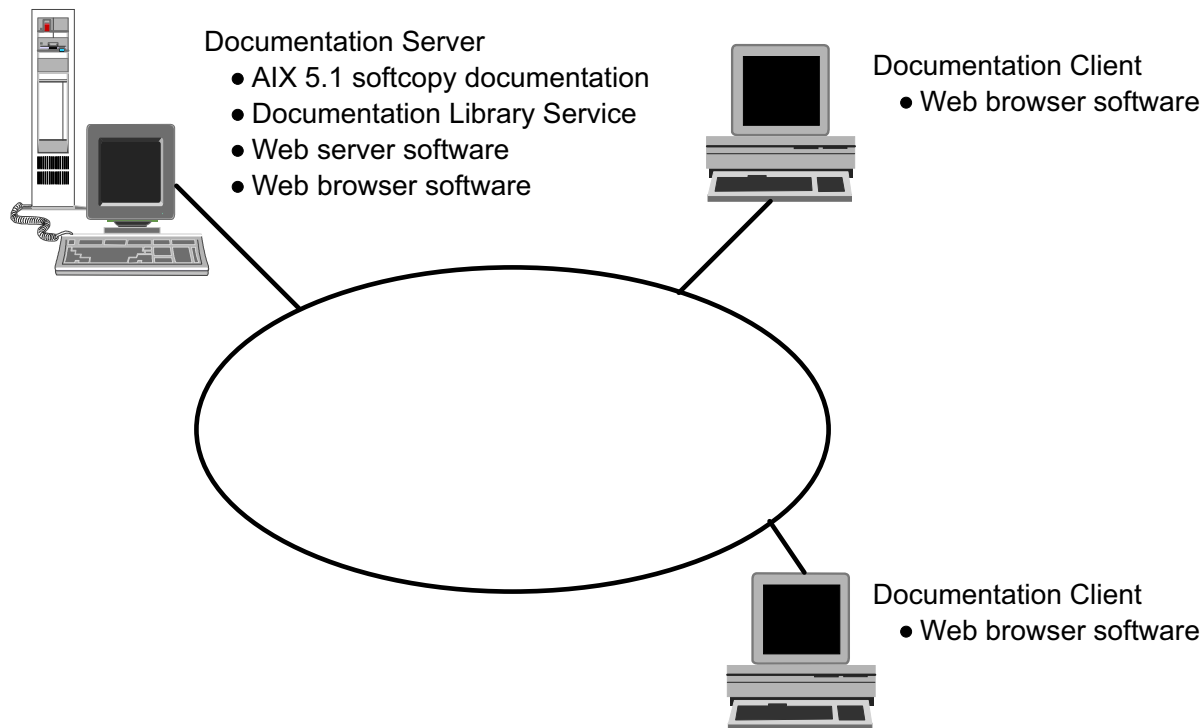 Documentation Server
● AIX 5.1 softcopy documentation
● Documentation Library Service
● Web server software
● Web browser software
Documentation Client
● Web browser software
Documentation Client
● Web browser software